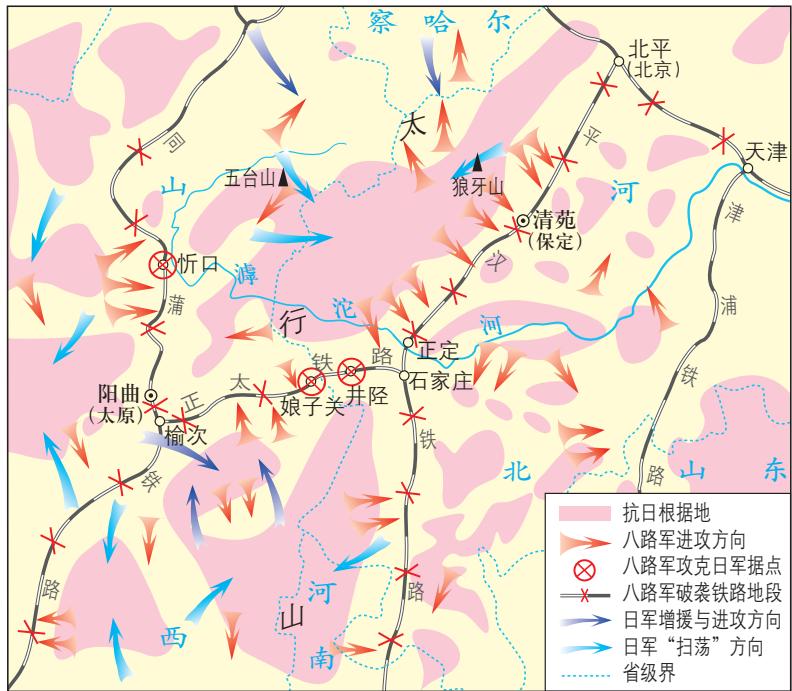 察哈尔
北平
(北京)
太
同
平
天津
五台山
狼牙山
山
河
清苑
(保定)
津
忻口
滹
汉
蒲
沱
河
浦
行
正定
铁
路
铁
太
石家庄
阳曲
(太原)
正
娘子关
井陉
榆次
铁
铁
北
路
山东
路
河
路
山
西
南
抗日根据地
八路军进攻方向
八路军攻克日军据点
八路军破袭铁路地段
日军增援与进攻方向
日军“扫荡”方向
省级界